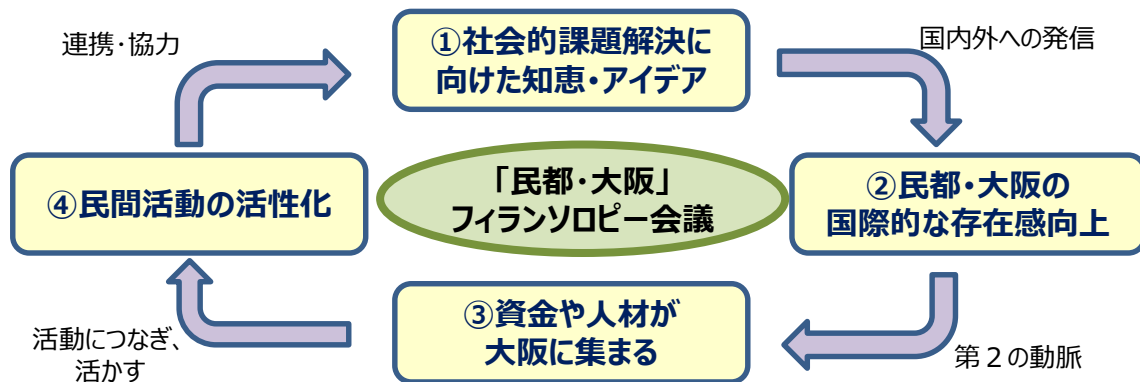 連携・協力
①社会的課題解決に
向けた知恵・アイデア
国内外への発信
④民間活動の活性化
「民都・大阪」
フィランソロピー会議
②民都・大阪の
国際的な存在感向上
③資金や人材が
大阪に集まる
活動につなぎ、
活かす
第２の動脈